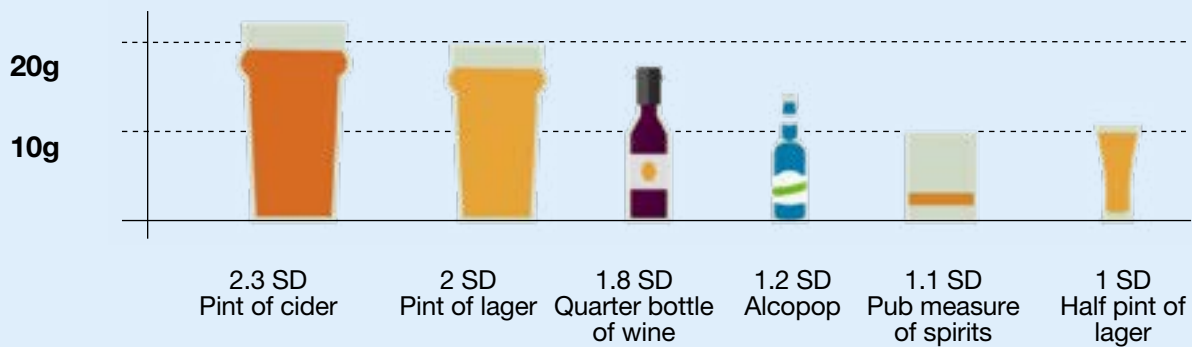 20g
10g
2.3 SD
Pint of cider
2 SD
Pint of lager
1.8 SD
Quarter bottle
of wine
1.2 SD
Alcopop
1.1 SD
Pub measure
of spirits
1 SD
Half pint of
lager